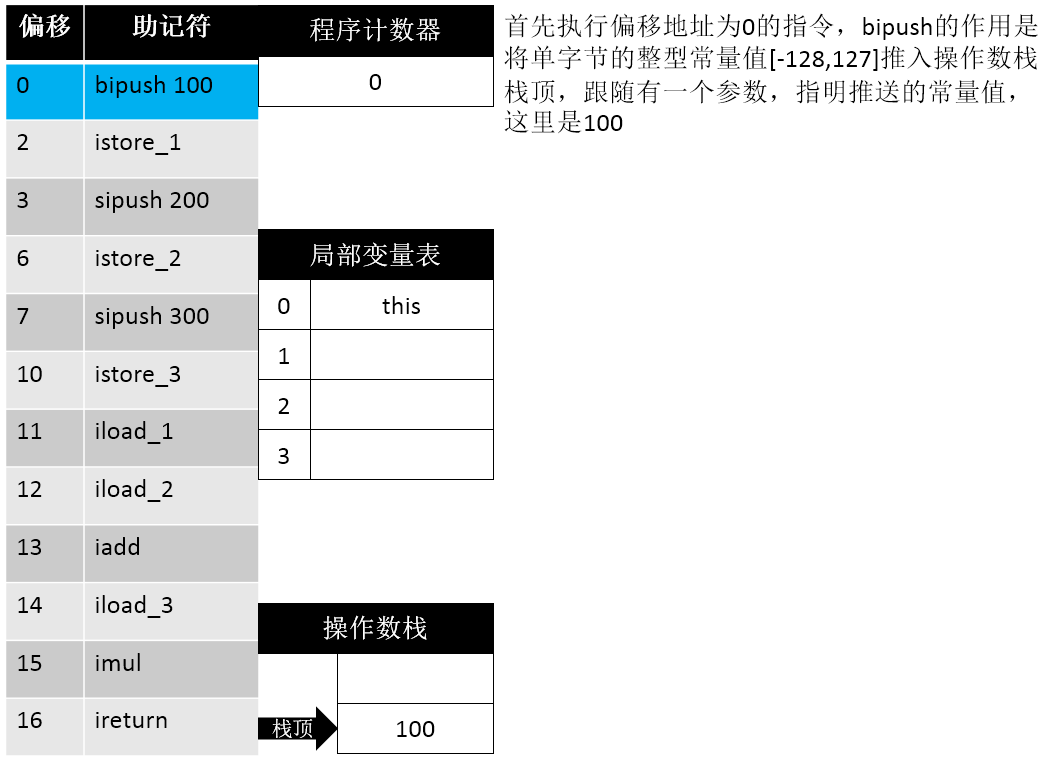 偏移 助记符
0 bipush 100
2 istore_1
3 sipush 200
6 istore_2
7 sipush 300
10 istore_3
11 iload_1
12 iload_2
13 iadd
14 iload_3
15 imul
16 ireturn
程序计数器
0
局部变量表
0 this
1
2
3
操作数栈
栈顶 100
首先执行偏移地址为0的指令，bipush的作用是
将单字节的整型常量值[-128,127]推入操作数栈
栈顶，跟随有一个参数，指明推送的常量值，
这里是100